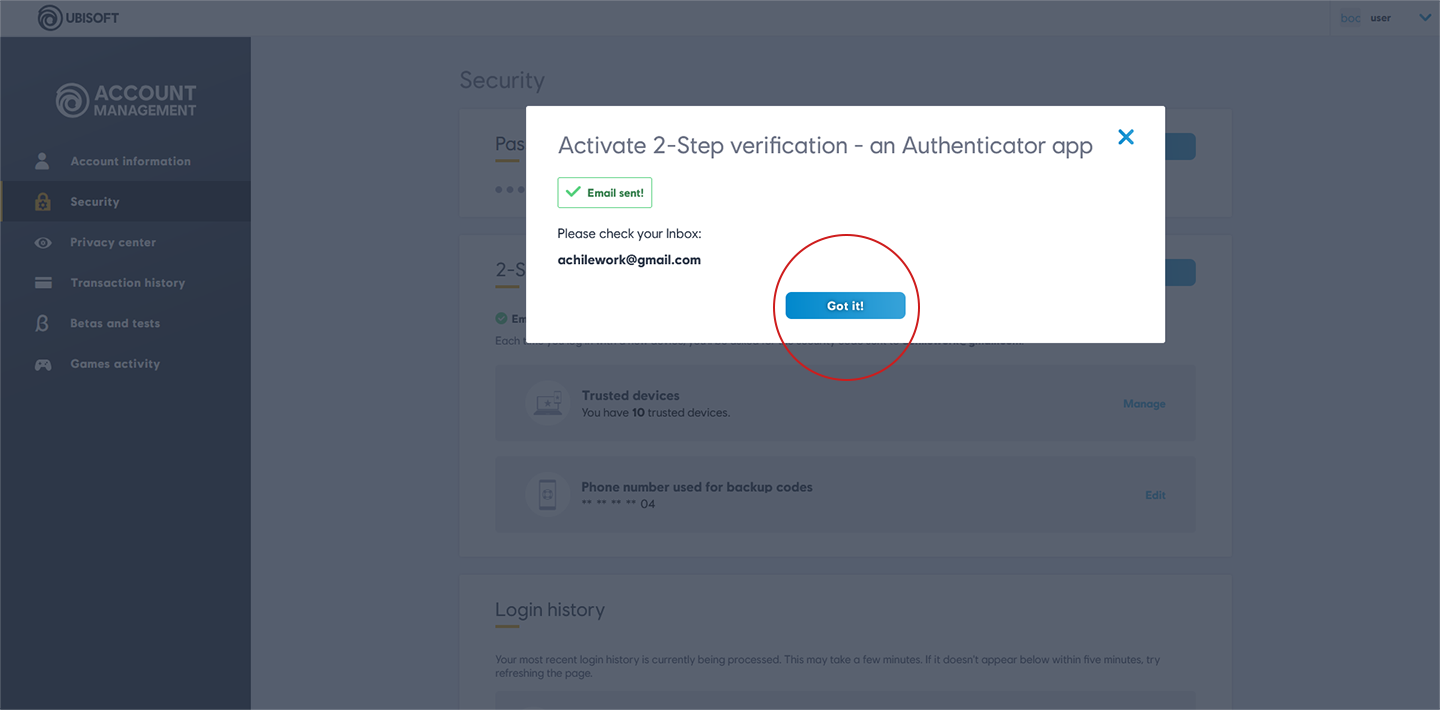 UBISOFT
boc user
ACCOUNT
MANAGEMENT
Account information
Security
Privacy center
Transaction history
Betas and tests
Games activity
Security
Pas
Activate 2-Step verification - an Authenticator app
Email sent!
Please check your Inbox:
achilework@gmail.com
Got it!
2-S
Em
Each
Trusted devices
You have 10 trusted devices.
Manage
Phone number used for backup codes
** ** ** ** 04
Edit
Login history
Your most recent login history is currently being processed. This may take a few minutes. If it doesn't appear below within five minutes, try
refreshing the page.